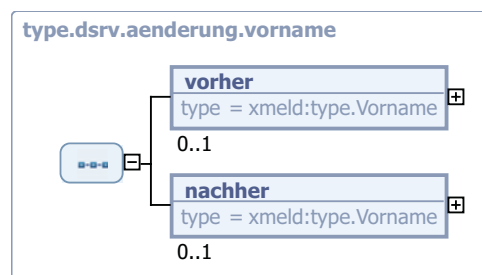 type.dsrv.aenderung.vorname
vorher
type = xmeld:type.Vorname
0..1
nachher
type = xmeld:type.Vorname
0..1